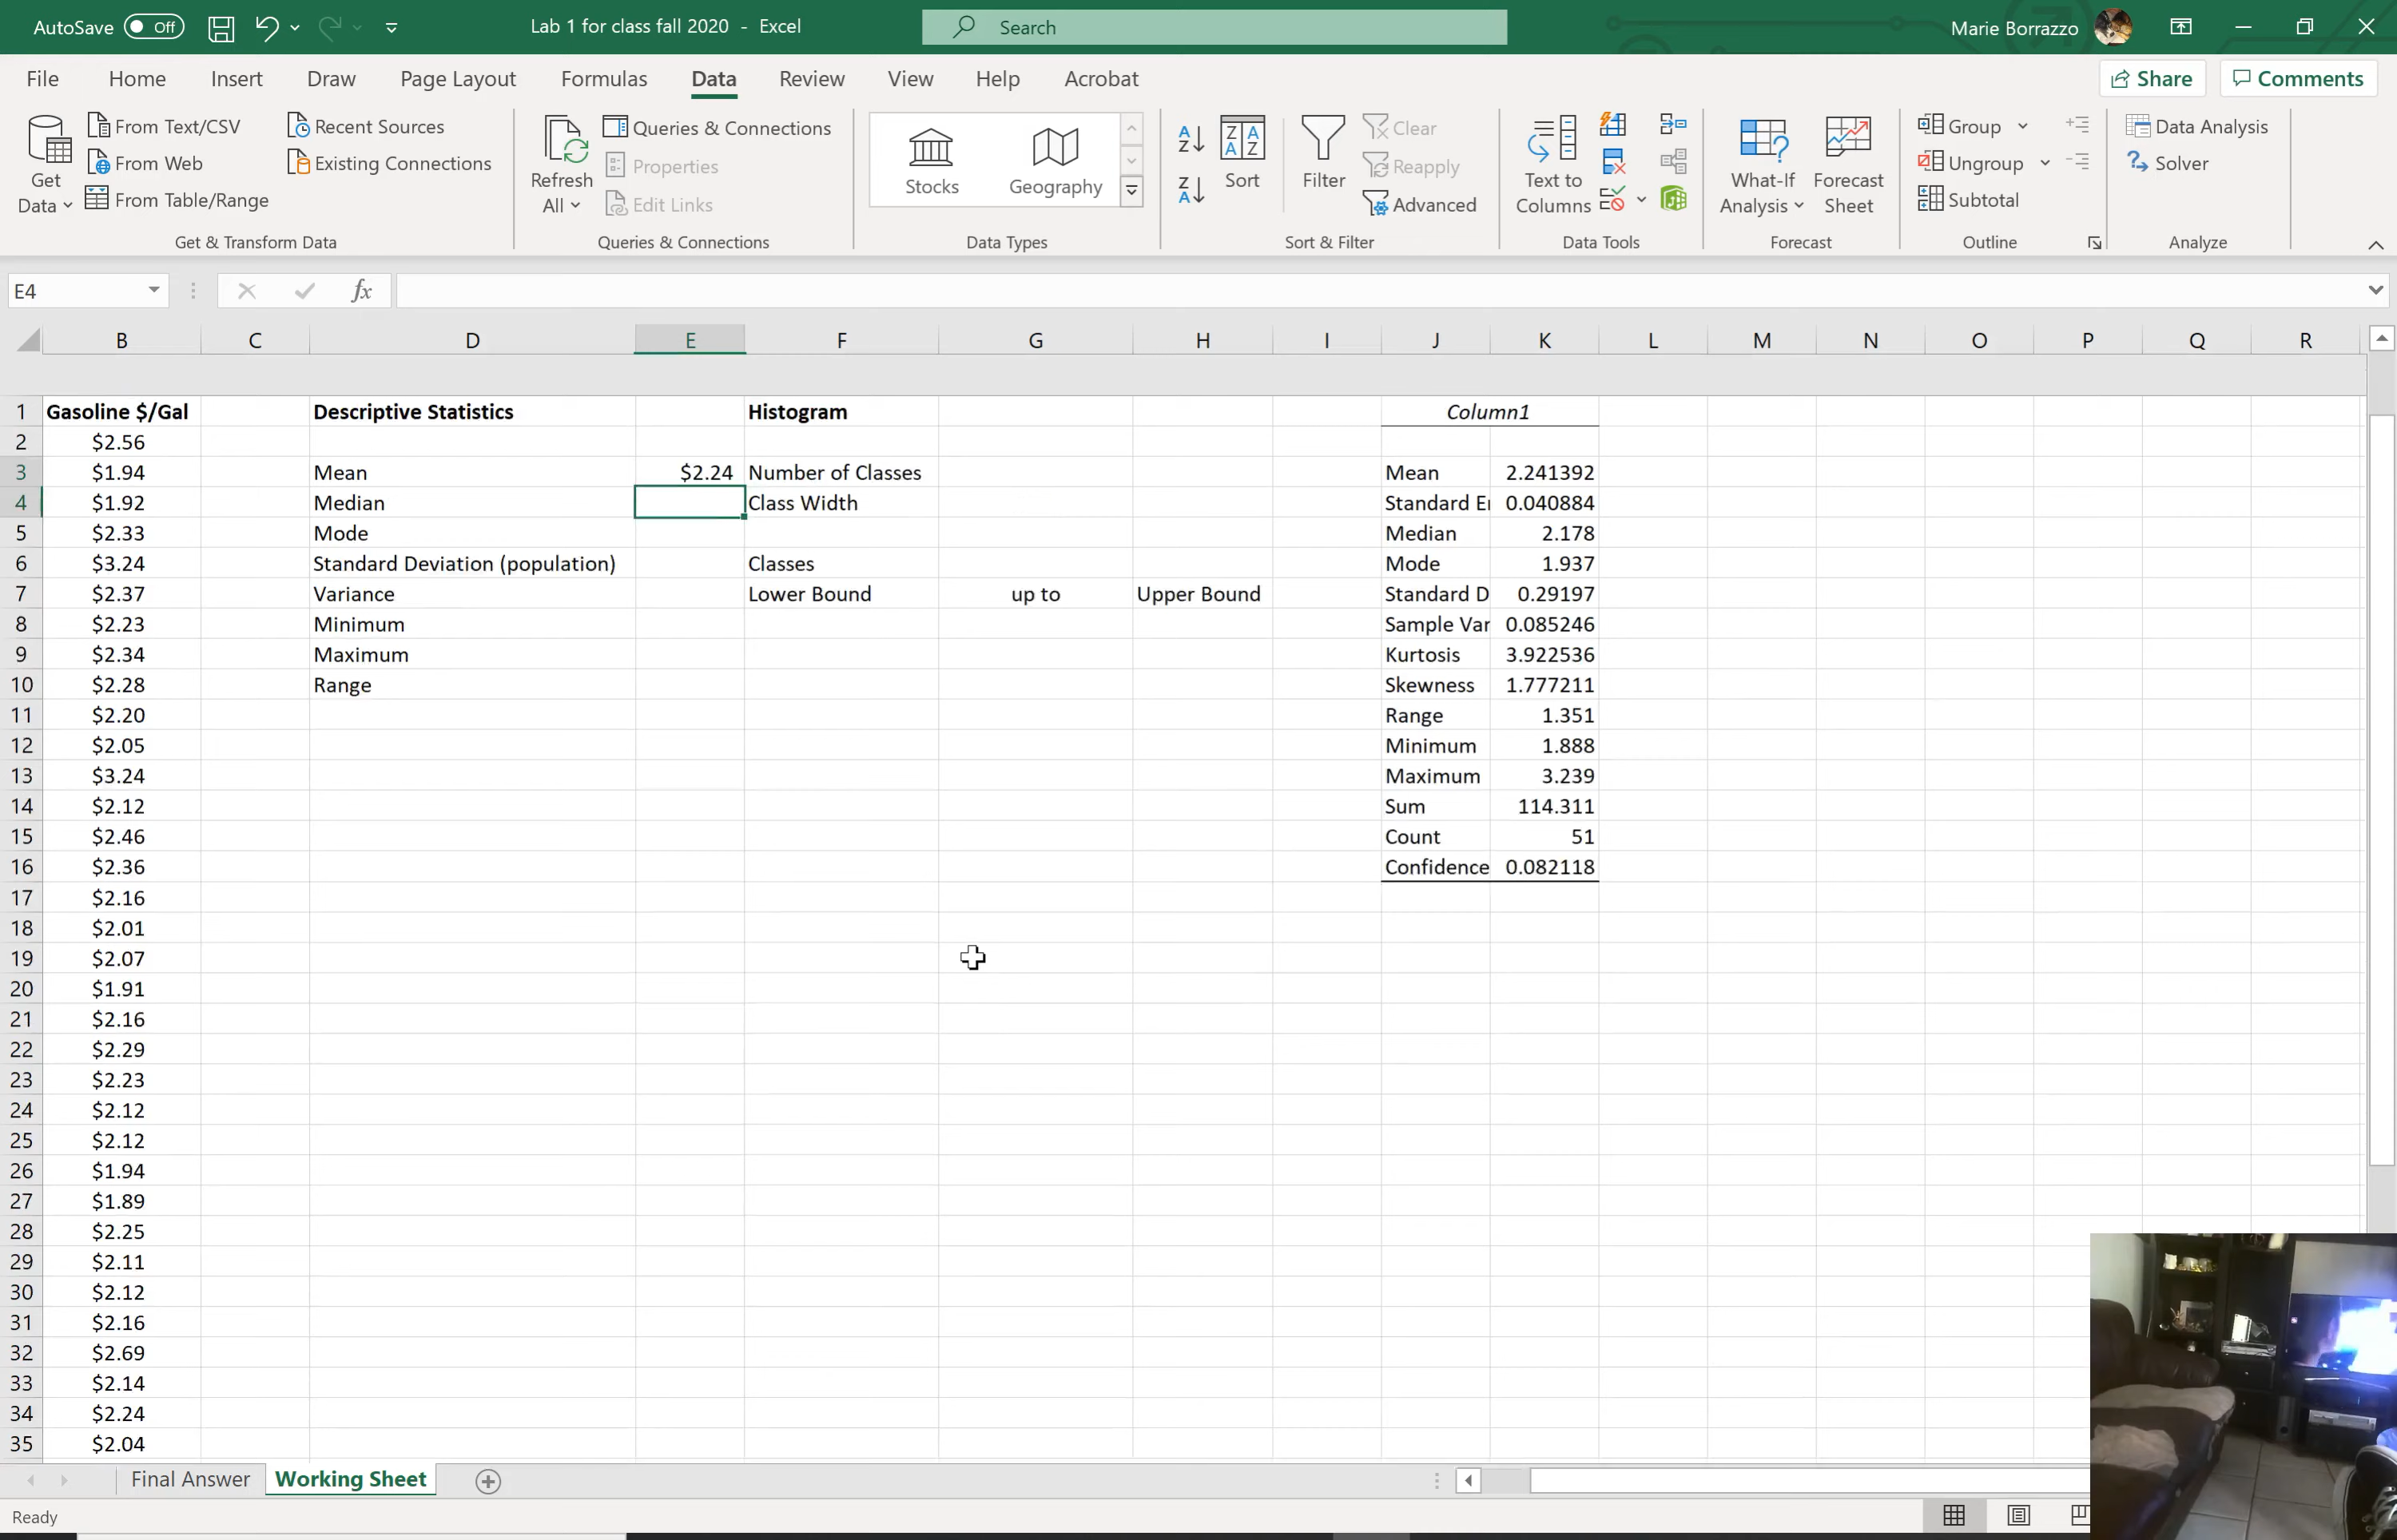 AutoSave Off Lab 1 for class fall 2020 - Excel Search Marie Borrazzo
File Home Insert Draw Page Layout Formulas Data Review View Help Acrobat Share Comments
Get Data
From Text/CSV
From Web
From Table/Range
Recent Sources
Existing Connections
Get & Transform Data
Refresh All
Queries & Connections
Properties
Edit Links
Queries & Connections
Stocks
Geography
Data Types
Sort
Filter
Clear
Reapply
Advanced
Sort & Filter
Text to Columns
Data Tools
What-If Analysis
Forecast Sheet
Forecast
Group
Ungroup
Subtotal
Outline
Data Analysis
Solver
Analyze
E4 fx
B C D E F G H I J K L M N O P Q R
1 Gasoline $/Gal Descriptive Statistics Histogram Column1
2 $2.56
3 $1.94 Mean $2.24 Number of Classes Mean 2.241392
4 $1.92 Median Class Width Standard Er 0.040884
5 $2.33 Mode Median 2.178
6 $3.24 Standard Deviation (population) Classes Mode 1.937
7 $2.37 Variance Lower Bound up to Upper Bound Standard D 0.29197
8 $2.23 Minimum Sample Var 0.085246
9 $2.34 Maximum Kurtosis 3.922536
10 $2.28 Range Skewness 1.777211
11 $2.20 Range 1.351
12 $2.05 Minimum 1.888
13 $3.24 Maximum 3.239
14 $2.12 Sum 114.311
15 $2.46 Count 51
16 $2.36 Confidence 0.082118
17 $2.16
18 $2.01
19 $2.07
20 $1.91
21 $2.16
22 $2.29
23 $2.23
24 $2.12
25 $2.12
26 $1.94
27 $1.89
28 $2.25
29 $2.11
30 $2.12
31 $2.16
32 $2.69
33 $2.14
34 $2.24
35 $2.04
Final Answer Working Sheet
Ready